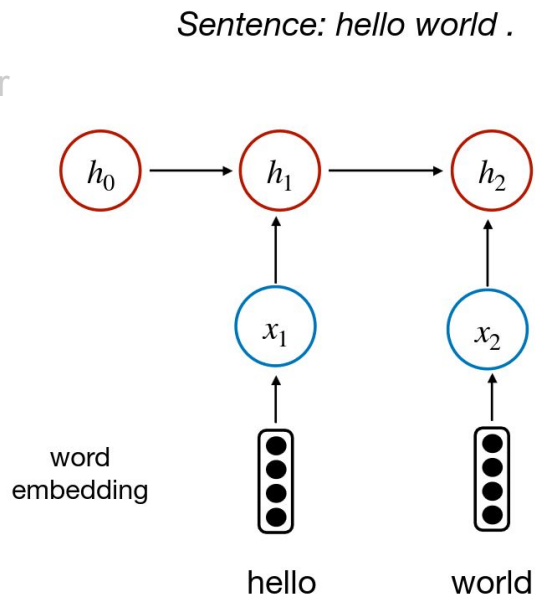 Sentence: hello world .
r
h₀ h₁ h₂
x₁ x₂
word
embedding
hello world